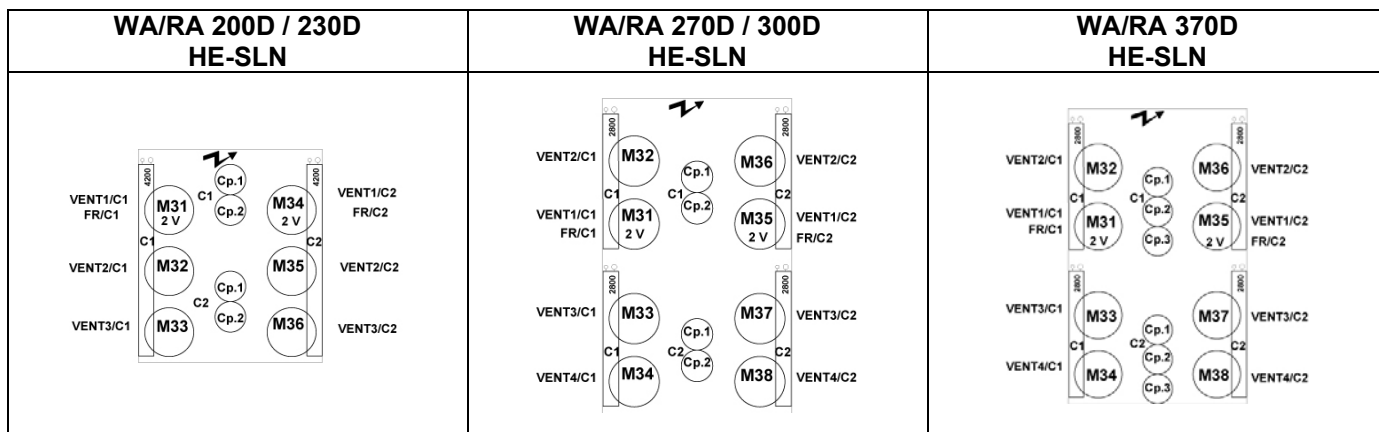 WA/RA 200D / 230D
HE-SLN
WA/RA 270D / 300D
HE-SLN
WA/RA 370D
HE-SLN
4200
4200
Cp.1
C1
Cp.2
VENT1/C1
FR/C1
M31
2 V
M34
2 V
VENT1/C2
FR/C2
C1
C2
VENT2/C1
M32
M35
VENT2/C2
Cp.1
C2
Cp.2
VENT3/C1
M33
M36
VENT3/C2
2800
2800
VENT2/C1
M32
M36
VENT2/C2
Cp.1
C1
C1
Cp.2
C2
VENT1/C1
FR/C1
M31
2 V
M35
2 V
VENT1/C2
FR/C2
2800
2800
VENT3/C1
M33
M37
VENT3/C2
Cp.1
C1
C2
Cp.2
C2
VENT4/C1
M34
M38
VENT4/C2
2800
2800
VENT2/C1
M32
M36
VENT2/C2
Cp.1
C1
C1
Cp.2
C2
VENT1/C1
FR/C1
M31
2 V
Cp.3
M35
2 V
VENT1/C2
FR/C2
2800
2800
VENT3/C1
M33
M37
VENT3/C2
Cp.1
C1
C2
Cp.2
C2
VENT4/C1
M34
M38
VENT4/C2
Cp.3